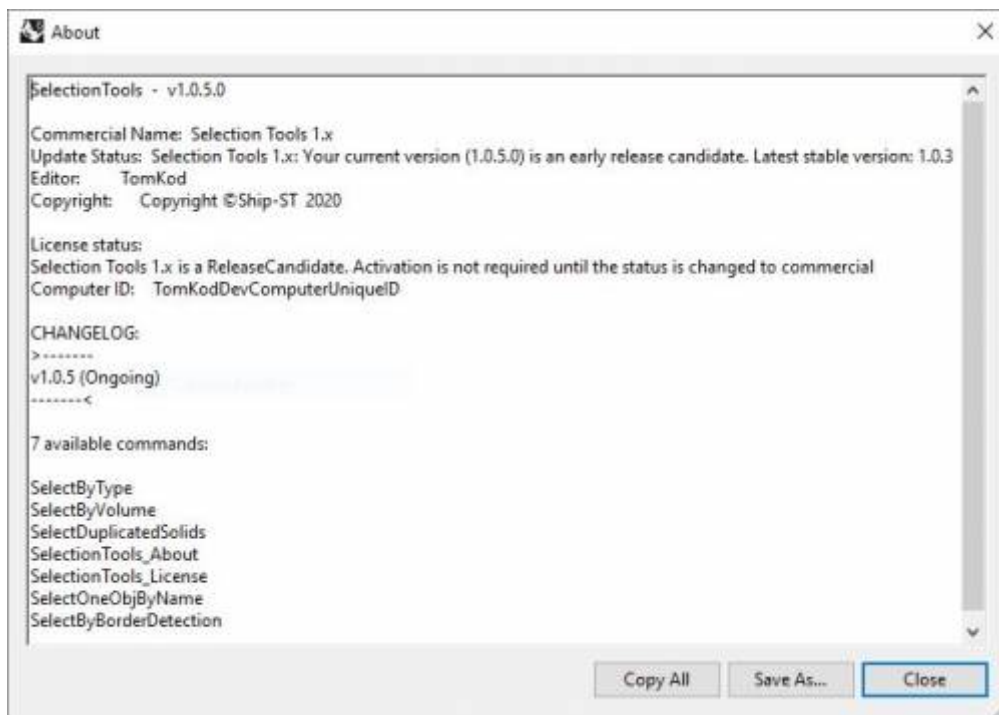 About
SelectionTools - v1.0.5.0
Commercial Name: Selection Tools 1.x
Update Status: Selection Tools 1.x: Your current version (1.0.5.0) is an early release candidate. Latest stable version: 1.0.3
Editor: TomKod
Copyright: Copyright ©Ship-ST 2020
License status:
Selection Tools 1.x is a ReleaseCandidate. Activation is not required until the status is changed to commercial
Computer ID: TomKodDevComputerUniqueID
CHANGELOG:
>-------
v1.0.5 (Ongoing)
-------<
7 available commands:
SelectByType
SelectByVolume
SelectDuplicatedSolids
SelectionTools_About
SelectionTools_License
SelectOneObjByName
SelectByBorderDetection
Copy All
Save As...
Close